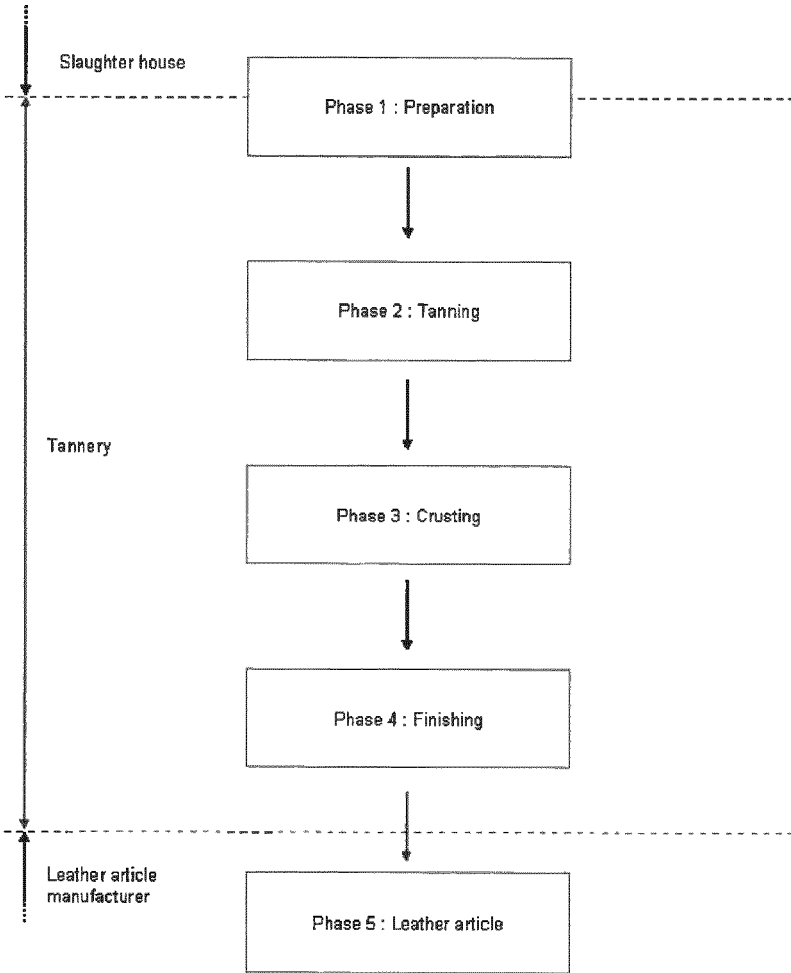 Slaughter house
Phase 1 : Preparation
Phase 2 : Tanning
Tannery
Phase 3 : Crusting
Phase 4 : Finishing
Leather article
manufacturer
Phase 5 : Leather article